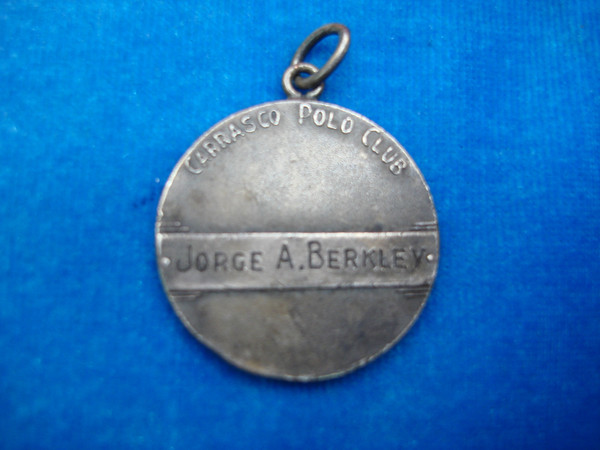 CARRASCO POLO CLUB
JORGE A. BERKLEY